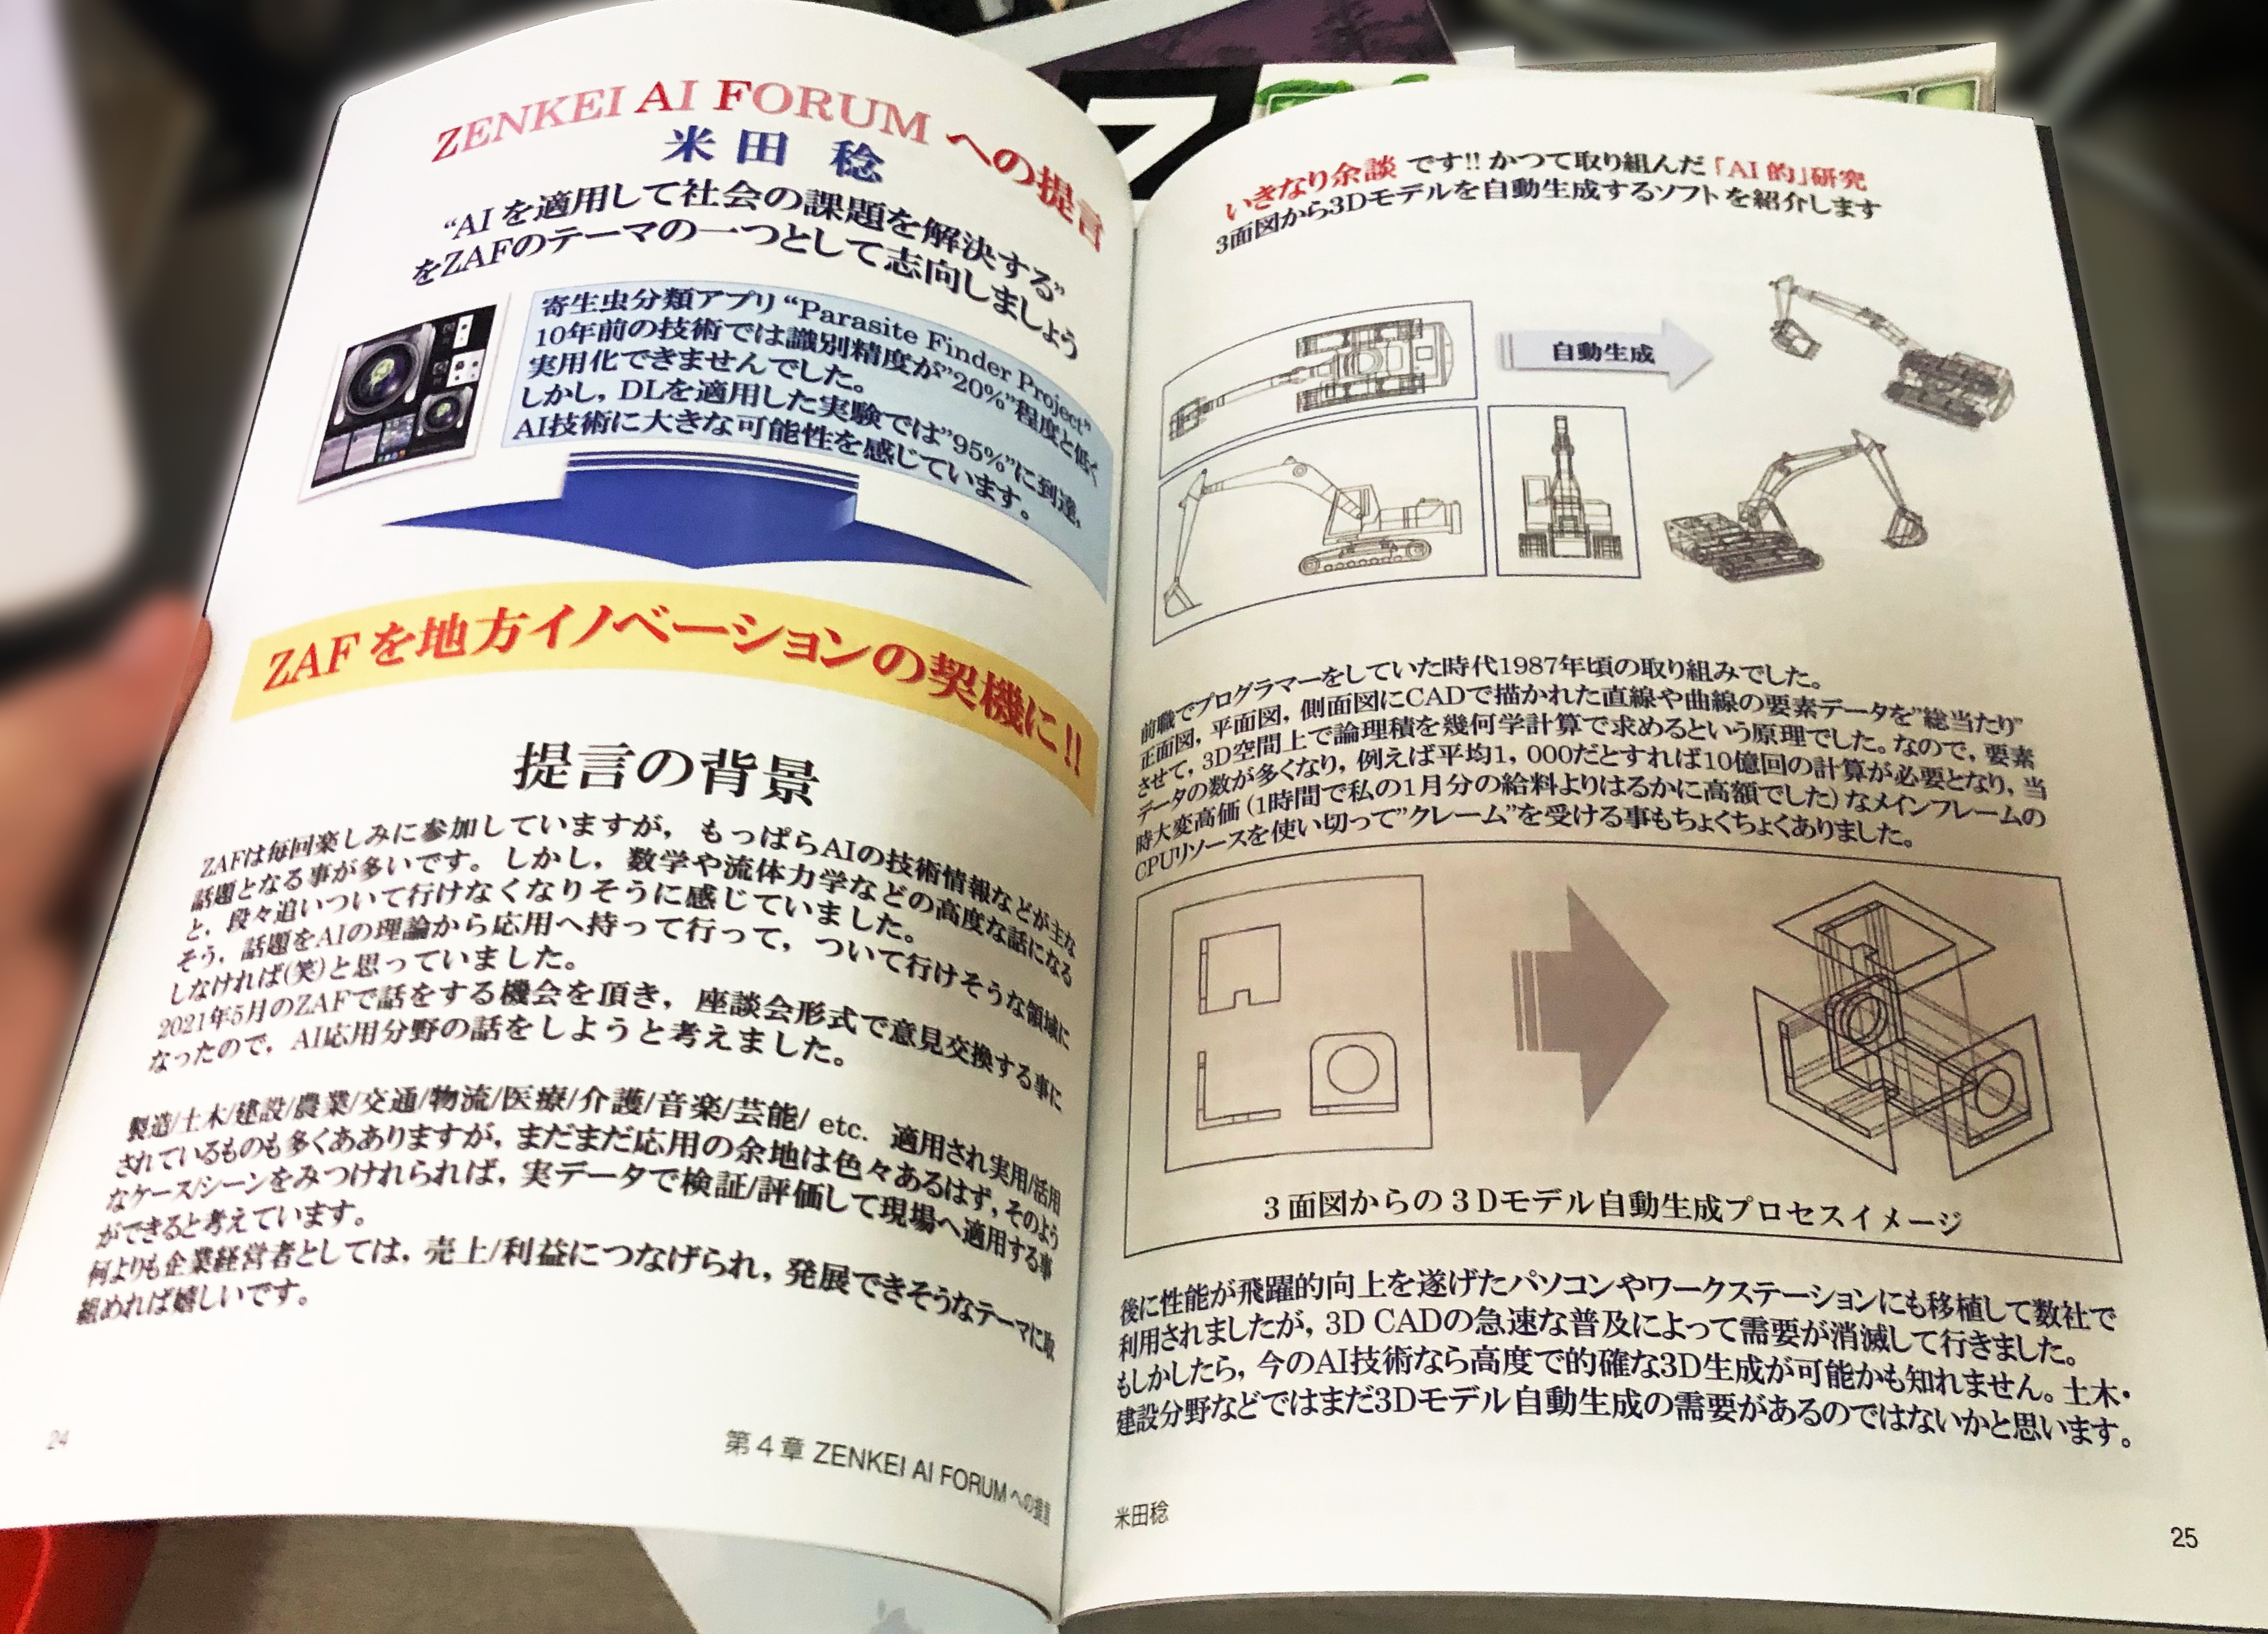 ZENKEI AI FORUM への提言
米田 稔
“AI を適用して社会の課題を解決する”
をZAFのテーマの一つとして志向しましょう
寄生虫分類アプリ “Parasite Finder Project”
10年前の技術では識別精度が”20%”程度と低く
実用化できませんでした。
しかし, DLを適用した実験では”95%”に到達,
AI技術に大きな可能性を感じています。
ZAF を地方イノベーションの契機に!!
提言の背景
ZAFは毎回楽しみに参加していますが, もっぱらAIの技術情報などが主な
話題となる事が多いです。しかし, 数学や流体力学などの高度な話になる
と, 段々追いついて行けなくなりそうに感じていました。
そう, 話題をAIの理論から応用へ持って行って, ついて行けそうな領域に
しなければ(笑)と思っていました。
2021年5月のZAFで話をする機会を頂き, 座談会形式で意見交換する事に
なったので, AI応用分野の話をしようと考えました。
製造/土木/建設/農業/交通/物流/医療/介護/音楽/芸能/ etc. 適用され実用/活用
されているものも多くあありますが, まだまだ応用の余地は色々あるはず, そのよう
なケース/シーンをみつけれられば, 実データで検証/評価して現場へ適用する事
ができると考えています。
何よりも企業経営者としては, 売上/利益につなげられ, 発展できそうなテーマに取
組めれば嬉しいです。
24
第 4 章 ZENKEI AI FORUM への提言
いきなり余談 です!! かつて取り組んだ「AI 的」研究
3面図から3Dモデルを自動生成するソフトを紹介します
自動生成
前職でプログラマーをしていた時代1987年頃の取り組みでした。
正面図, 平面図, 側面図にCADで描かれた直線や曲線の要素データを”総当たり”
させて, 3D空間上で論理積を幾何学計算で求めるという原理でした。なので, 要素
データの数が多くなり, 例えば平均1, 000だとすれば10億回の計算が必要となり, 当
時大変高価 (1時間で私の1月分の給料よりはるかに高額でした) なメインフレームの
CPUリソースを使い切って”クレーム”を受ける事もちょくちょくありました。
3 面図からの 3 Dモデル自動生成プロセスイメージ
後に性能が飛躍的向上を遂げたパソコンやワークステーションにも移植して数社で
利用されましたが, 3D CADの急速な普及によって需要が消滅して行きました。
もしかしたら, 今のAI技術なら高度で的確な3D生成が可能かも知れません。土木・
建設分野などではまだ3Dモデル自動生成の需要があるのではないかと思います。
米田稔
25